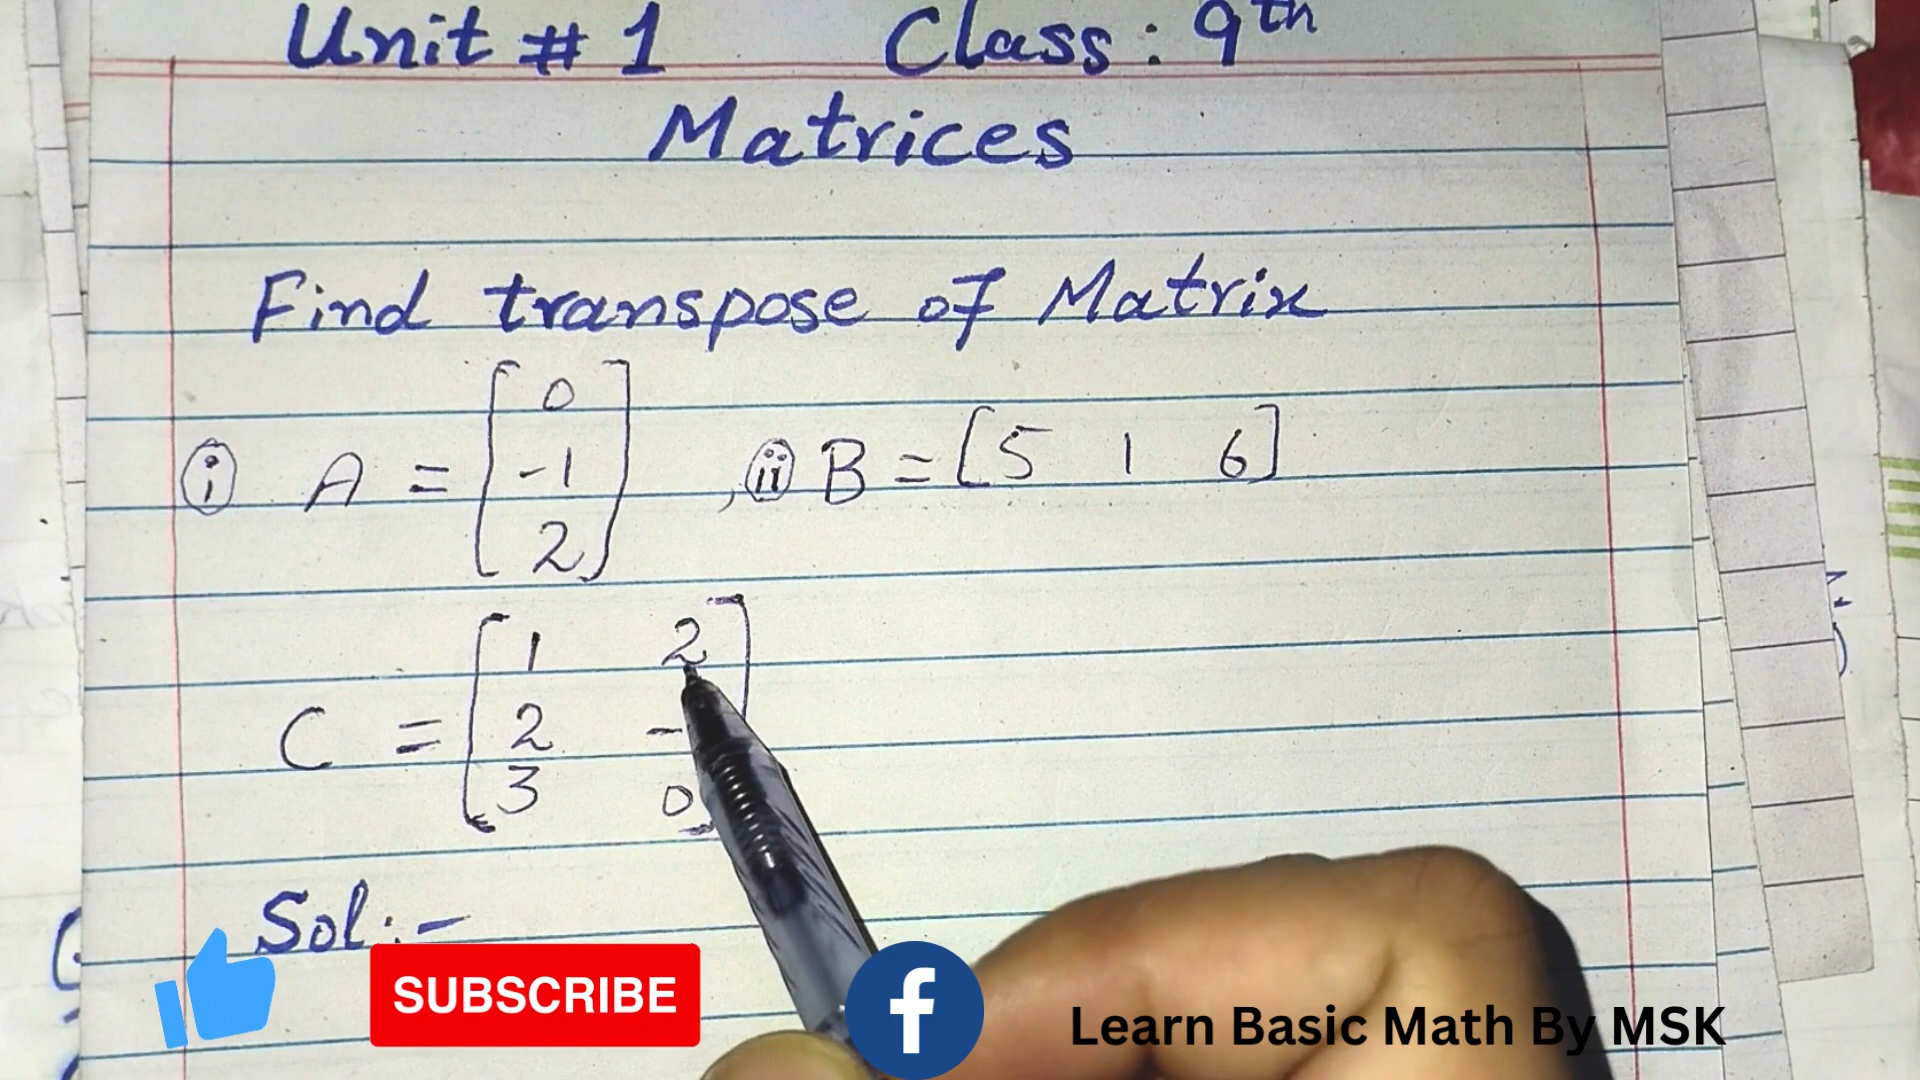 Unit # 1 Class: 9th
Matrices
Find transpose of Matrix
(i) A = [0 -1 2] , (ii) B = [5 1 6]
C = [1 2
2 -
3 0]
Sol:-
SUBSCRIBE
f
Learn Basic Math By MSK